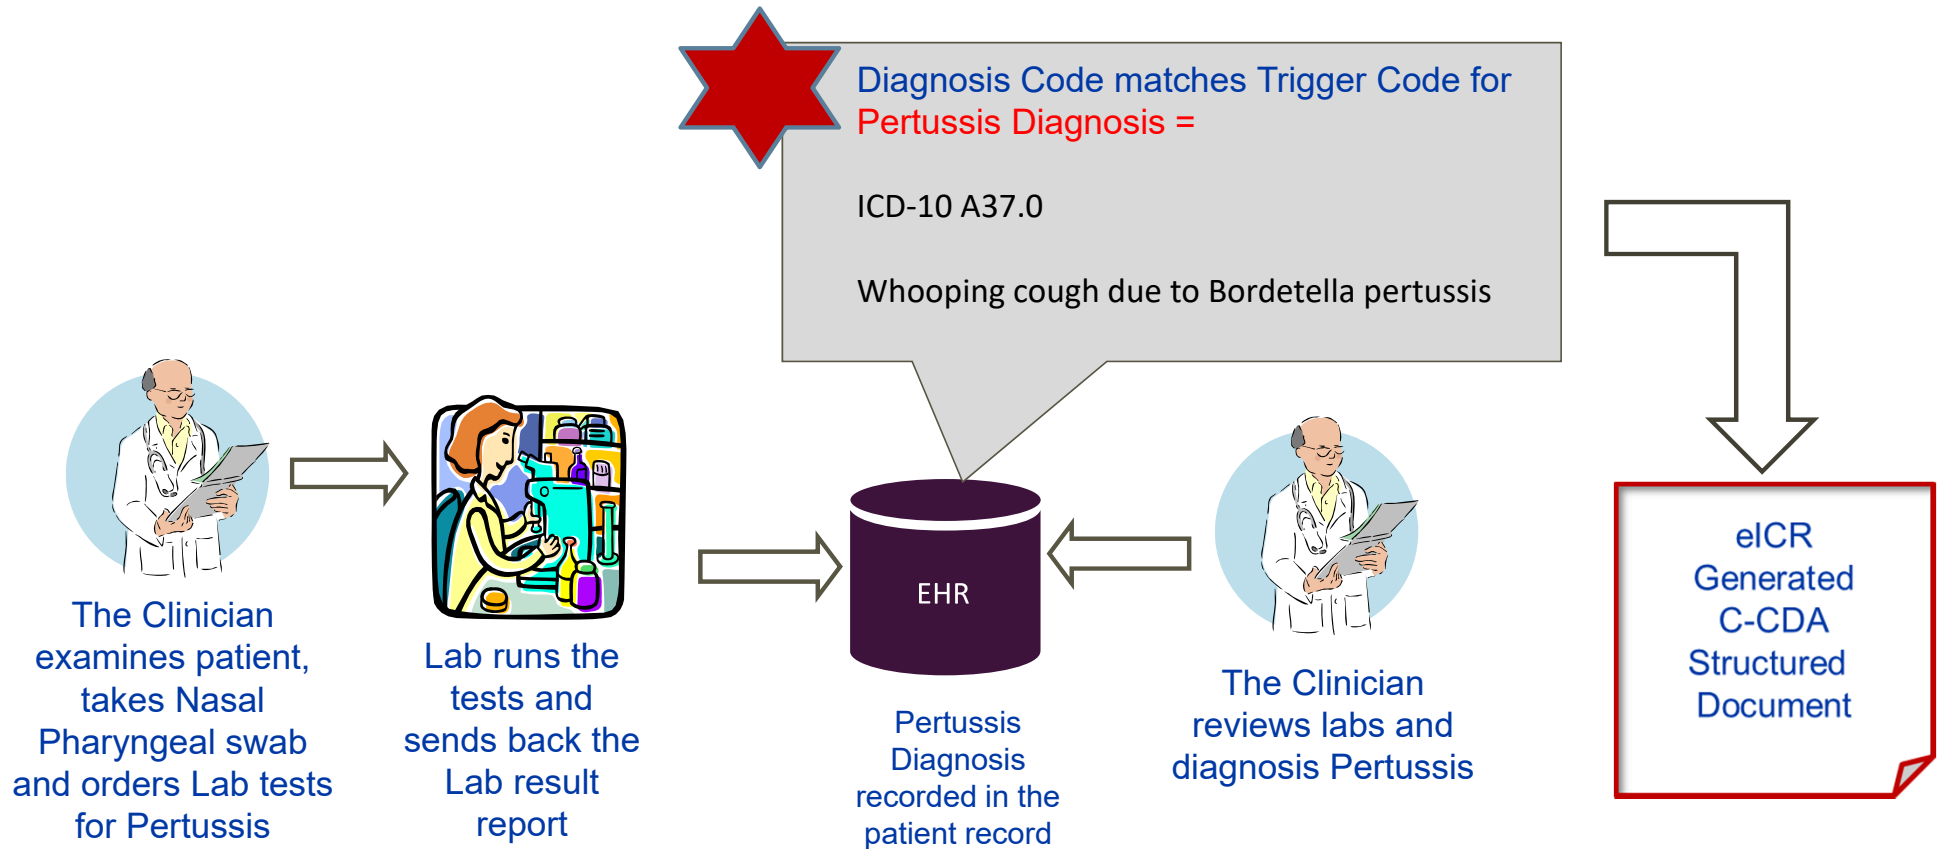 Diagnosis Code matches Trigger Code for
Pertussis Diagnosis =
ICD-10 A37.0
Whooping cough due to Bordetella pertussis
The Clinician
examines patient,
takes Nasal
Pharyngeal swab
and orders Lab tests
for Pertussis
Lab runs the
tests and
sends back the
Lab result
report
EHR
Pertussis
Diagnosis
recorded in the
patient record
The Clinician
reviews labs and
diagnosis Pertussis
eICR
Generated
C-CDA
Structured
Document